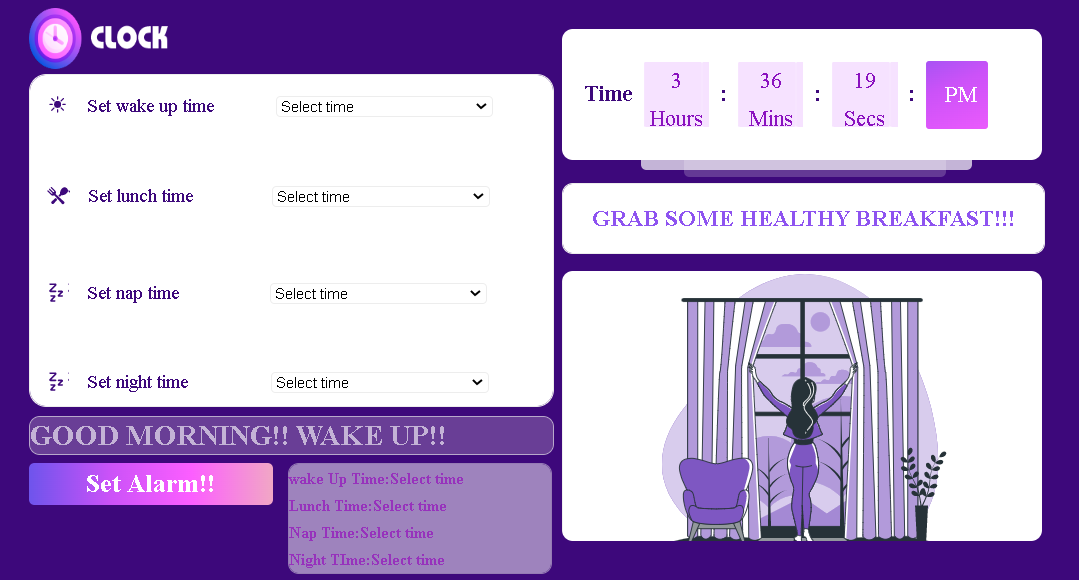 CLOCK
Set wake up time
Select time
Set lunch time
Select time
Set nap time
Select time
Set night time
Select time
GOOD MORNING!! WAKE UP!!
Set Alarm!!
wake Up Time:Select time
Lunch Time:Select time
Nap Time:Select time
Night TIme:Select time
Time
3
Hours
:
36
Mins
:
19
Secs
:
PM
GRAB SOME HEALTHY BREAKFAST!!!